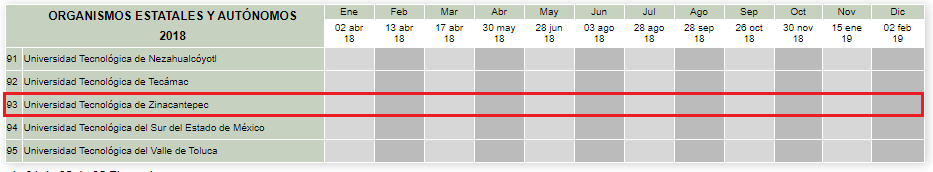 ORGANISMOS ESTATALES Y AUTÓNOMOS
2018
Ene Feb Mar Abr May Jun Jul Ago Sep Oct Nov Dic
02 abr 18 13 abr 18 17 abr 18 30 may 18 28 jun 18 03 ago 18 28 ago 18 28 sep 18 26 oct 18 30 nov 18 15 ene 19 02 feb 19
91 Universidad Tecnológica de Nezahualcóyotl
92 Universidad Tecnológica de Tecámac
93 Universidad Tecnológica de Zinacantepec
94 Universidad Tecnológica del Sur del Estado de México
95 Universidad Tecnológica del Valle de Toluca